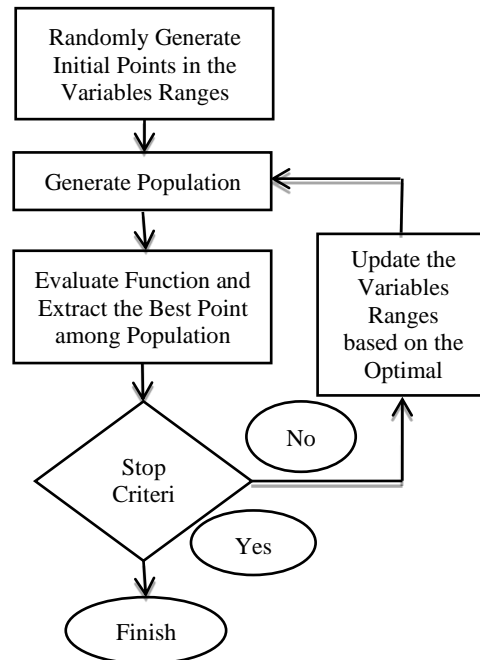 Randomly Generate
Initial Points in the
Variables Ranges
Generate Population
Evaluate Function and
Extract the Best Point
among Population
Update the
Variables
Ranges
based on the
Optimal
No
Stop
Criteri
Yes
Finish